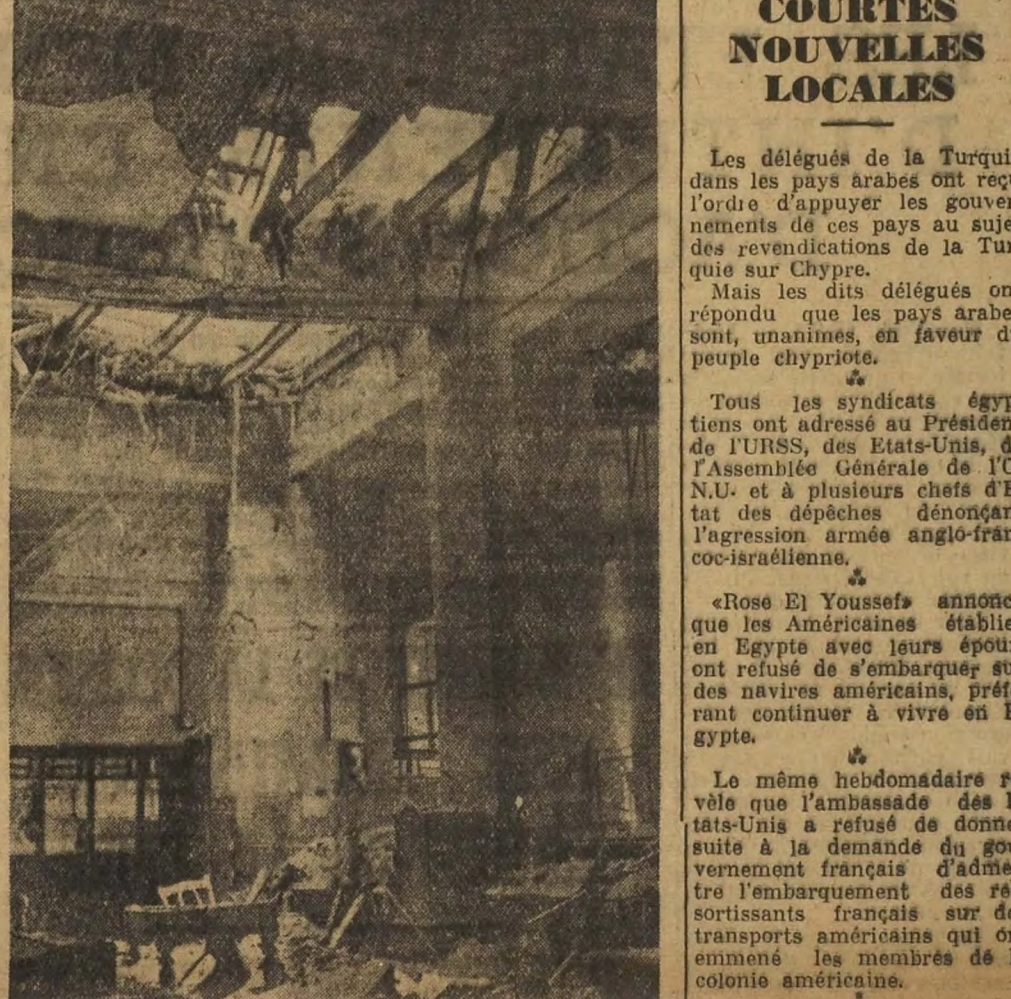 COURTES
NOUVELLES
LOCALES
Les délégués de la Turqui
dans les pays arabes ont reç
l'ordre d'appuyer les gouver
nements de ces pays au suje
des revendications de la Tur
quie sur Chypre.
Mais les dits délégués on
répondu que les pays arabe
sont, unanimes, en faveur d
peuple chypriote.
Tous les syndicats égyp
tiens ont adressé au Présiden
de l'URSS, des Etats-Unis, d
l'Assemblée Générale de l'O
N.U. et à plusieurs chefs d'E
tat des dépêches dénonçan
l'agression armée anglo-fran
coc-israélienne.
«Rose El Youssef» annonc
que les Américaines établie
en Egypte avec leurs épou
ont refusé de s'embarquer su
des navires américains, préf
rant continuer à vivre en E
gypte.
Le même hebdomadaire r
vèle que l'ambassade des E
tats-Unis a refusé de donne
suite à la demande du gou
vernement français d'adme
tre l'embarquement des re
sortissants français sur de
transports américains qui on
emmené les membres de l
colonie américaine.